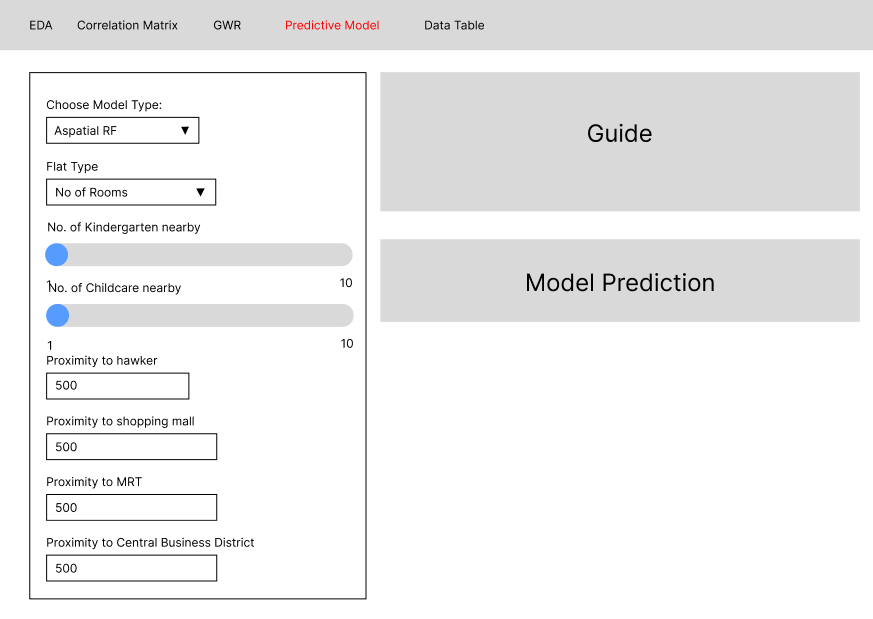 EDA Correlation Matrix GWR Predictive Model Data Table
Choose Model Type:
Aspatial RF ▼
Flat Type
No of Rooms ▼
No. of Kindergarten nearby
1 10
No. of Childcare nearby
1 10
Proximity to hawker
500
Proximity to shopping mall
500
Proximity to MRT
500
Proximity to Central Business District
500
Guide
Model Prediction